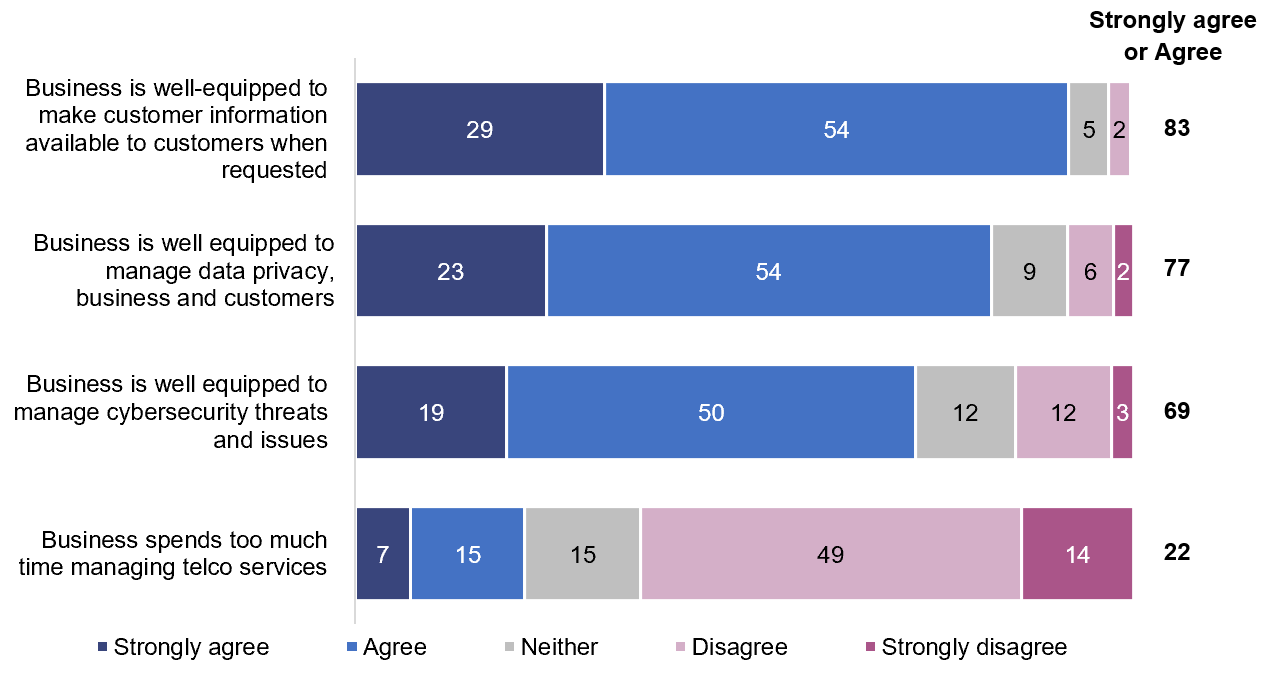 Strongly agree
or Agree
Business is well-equipped to
make customer information
available to customers when
requested
29 54 5 2 83
Business is well equipped to
manage data privacy,
business and customers
23 54 9 6 2 77
Business is well equipped to
manage cybersecurity threats
and issues
19 50 12 12 3 69
Business spends too much
time managing telco services
7 15 15 49 14 22
Strongly agree Agree Neither Disagree Strongly disagree